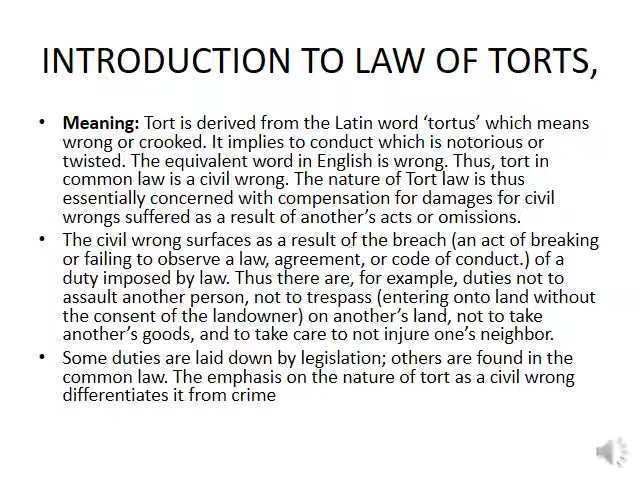 INTRODUCTION TO LAW OF TORTS,
• Meaning: Tort is derived from the Latin word ‘tortus’ which means
wrong or crooked. It implies to conduct which is notorious or
twisted. The equivalent word in English is wrong. Thus, tort in
common law is a civil wrong. The nature of Tort law is thus
essentially concerned with compensation for damages for civil
wrongs suffered as a result of another’s acts or omissions.
• The civil wrong surfaces as a result of the breach (an act of breaking
or failing to observe a law, agreement, or code of conduct.) of a
duty imposed by law. Thus there are, for example, duties not to
assault another person, not to trespass (entering onto land without
the consent of the landowner) on another’s land, not to take
another’s goods, and to take care to not injure one’s neighbor.
• Some duties are laid down by legislation; others are found in the
common law. The emphasis on the nature of tort as a civil wrong
differentiates it from crime